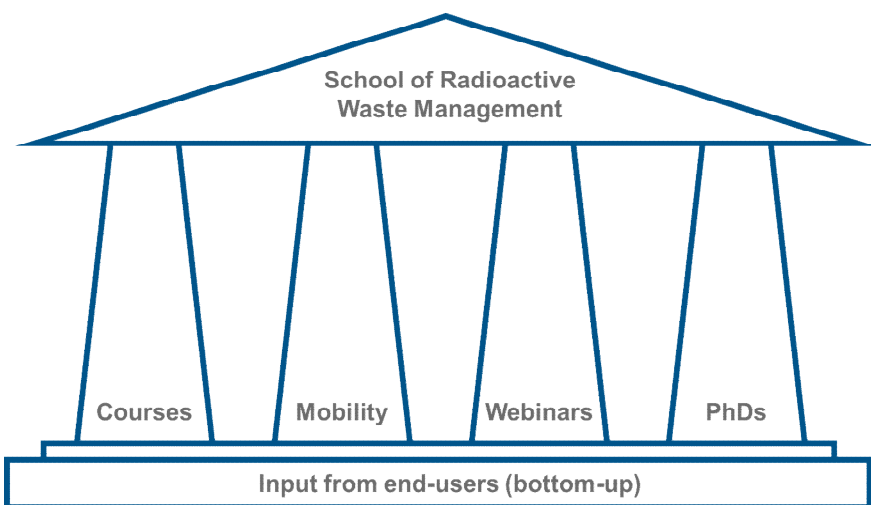 School of Radioactive
Waste Management
Courses
Mobility
Webinars
PhDs
Input from end-users (bottom-up)